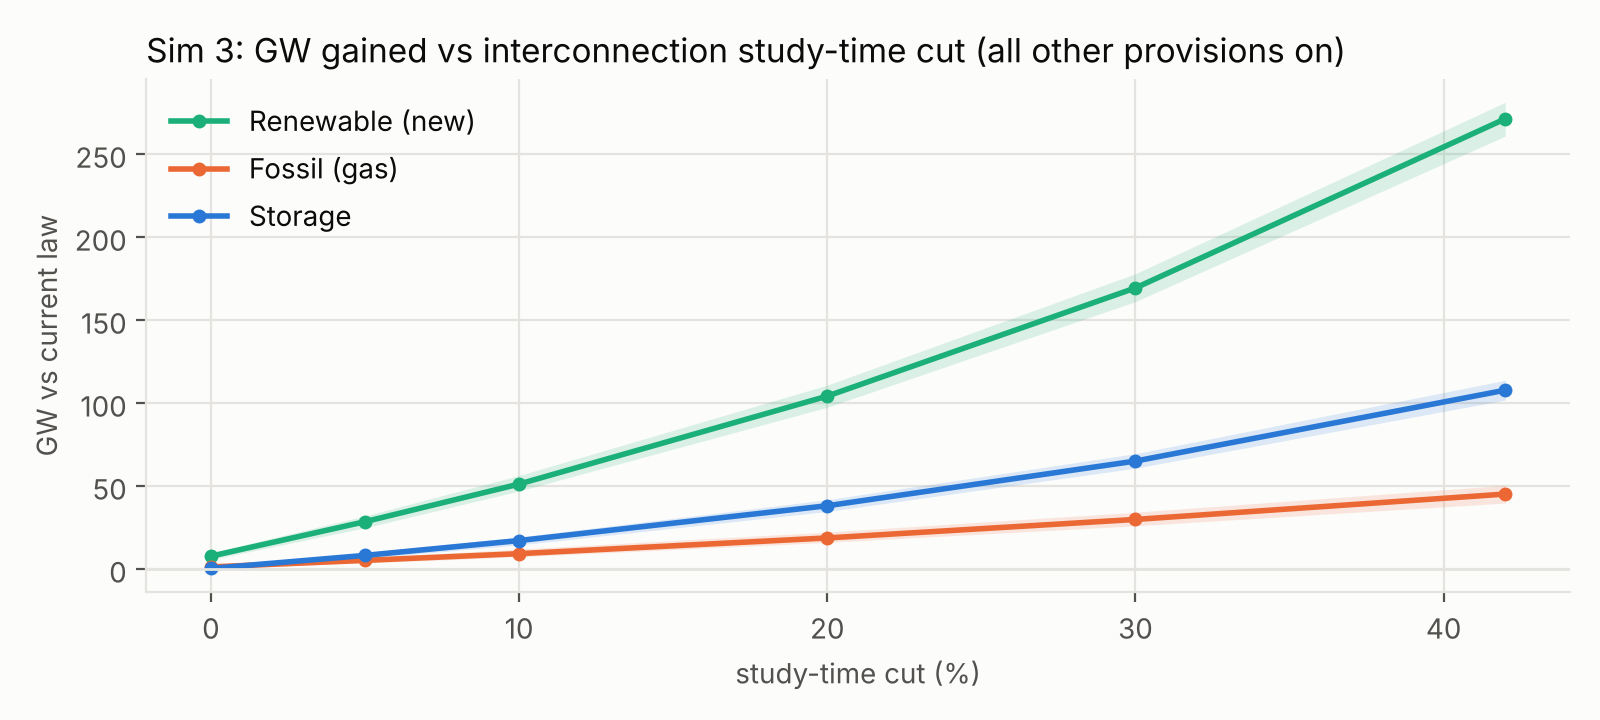 Sim 3: GW gained vs interconnection study-time cut (all other provisions on)
Renewable (new)
Fossil (gas)
Storage
GW vs current law
250
200
150
100
50
0
0 10 20 30 40
study-time cut (%)